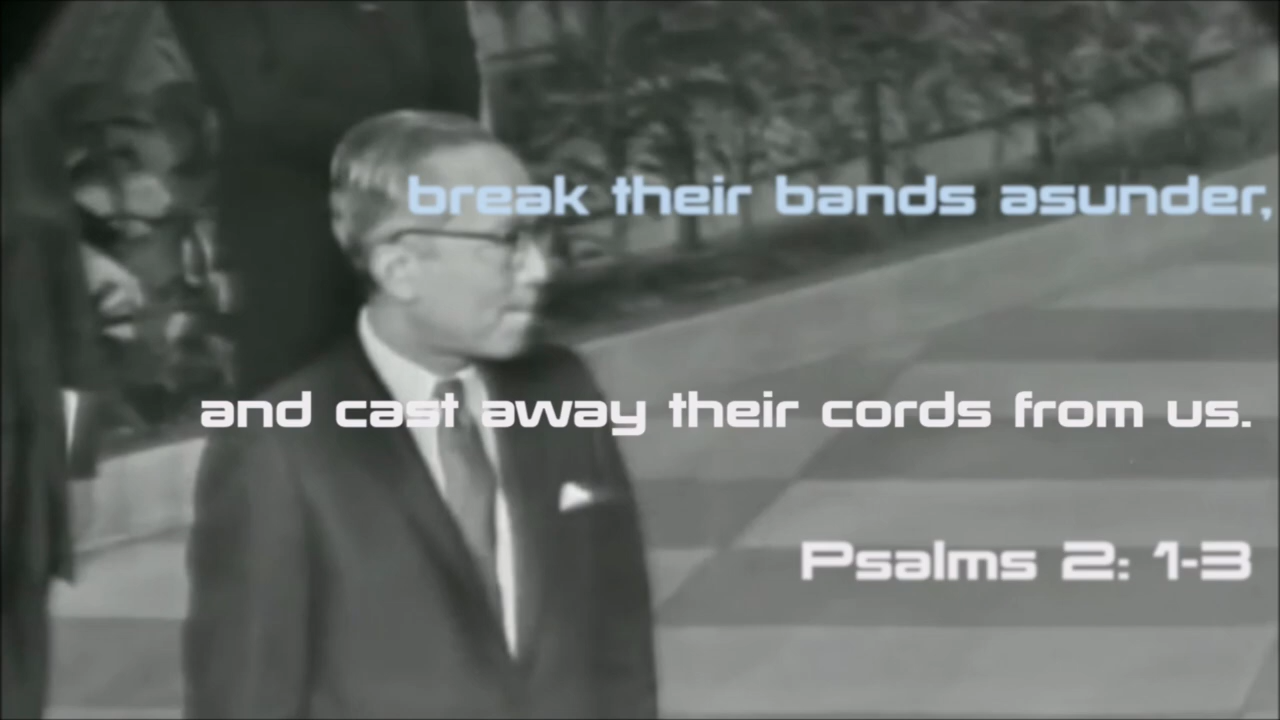 break their bands asunder,
and cast away their cords from us.
Psalms 2: 1-3